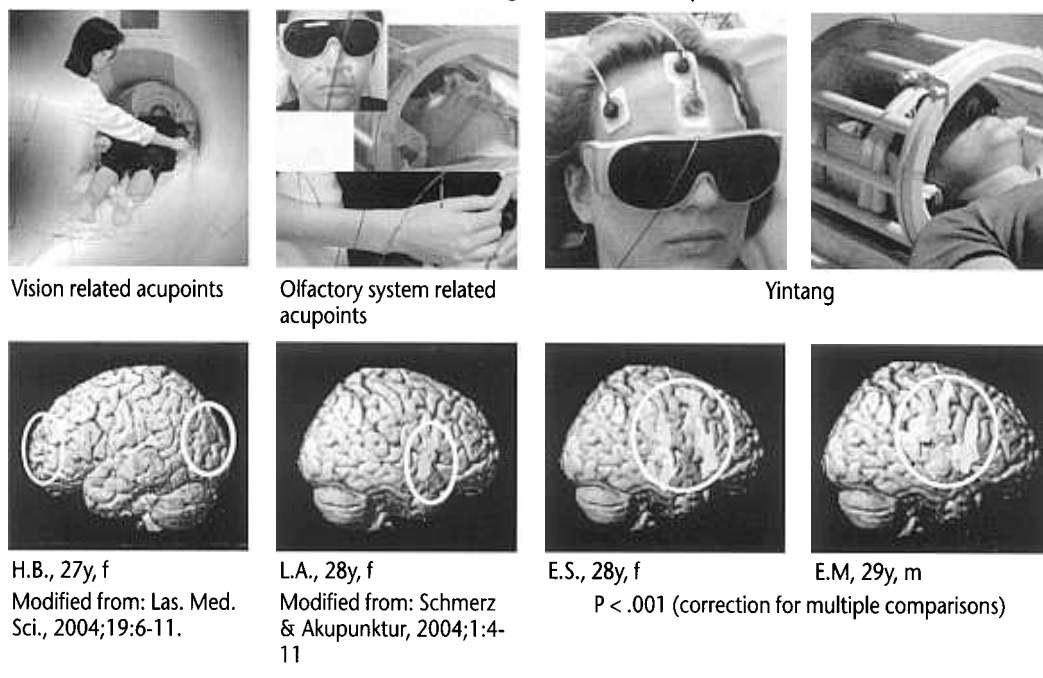 Vision related acupoints
Olfactory system related
acupoints
Yintang
H.B., 27y, f
Modified from: Las. Med.
Sci., 2004;19:6-11.
L.A., 28y, f
Modified from: Schmerz
& Akupunktur, 2004;1:4-
11
E.S., 28y, f
E.M, 29y, m
P < .001 (correction for multiple comparisons)